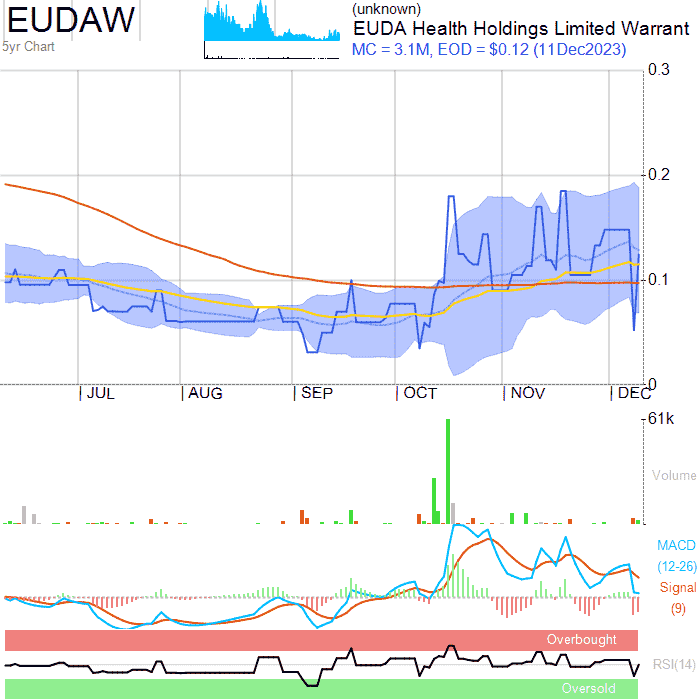 EUDAW
5yr Chart
(unknown)
EUDA Health Holdings Limited Warrant
MC = 3.1M, EOD = $0.12 (11Dec2023)
0.3
0.2
0.1
0
JUL AUG SEP OCT NOV DEC
61k
Volume
MACD
(12-26)
Signal
(9)
Overbought
RSI(14)
Oversold